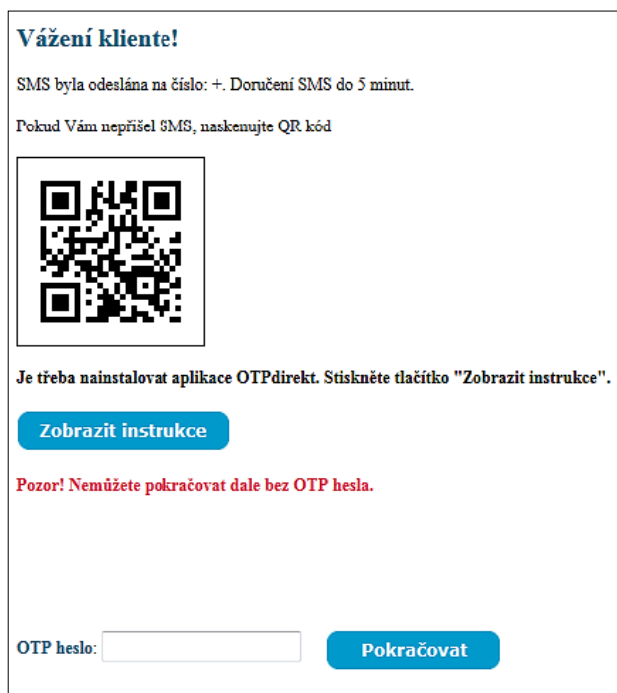 Vážení kliente!
SMS byla odeslána na číslo: +. Doručení SMS do 5 minut.
Pokud Vám nepřišel SMS, naskenujte QR kód
Je třeba nainstalovat aplikace OTPdirekt. Stiskněte tlačítko "Zobrazit instrukce".
Zobrazit instrukce
Pozor! Nemůžete pokračovat dale bez OTP hesla.
OTP heslo:
Pokračovat